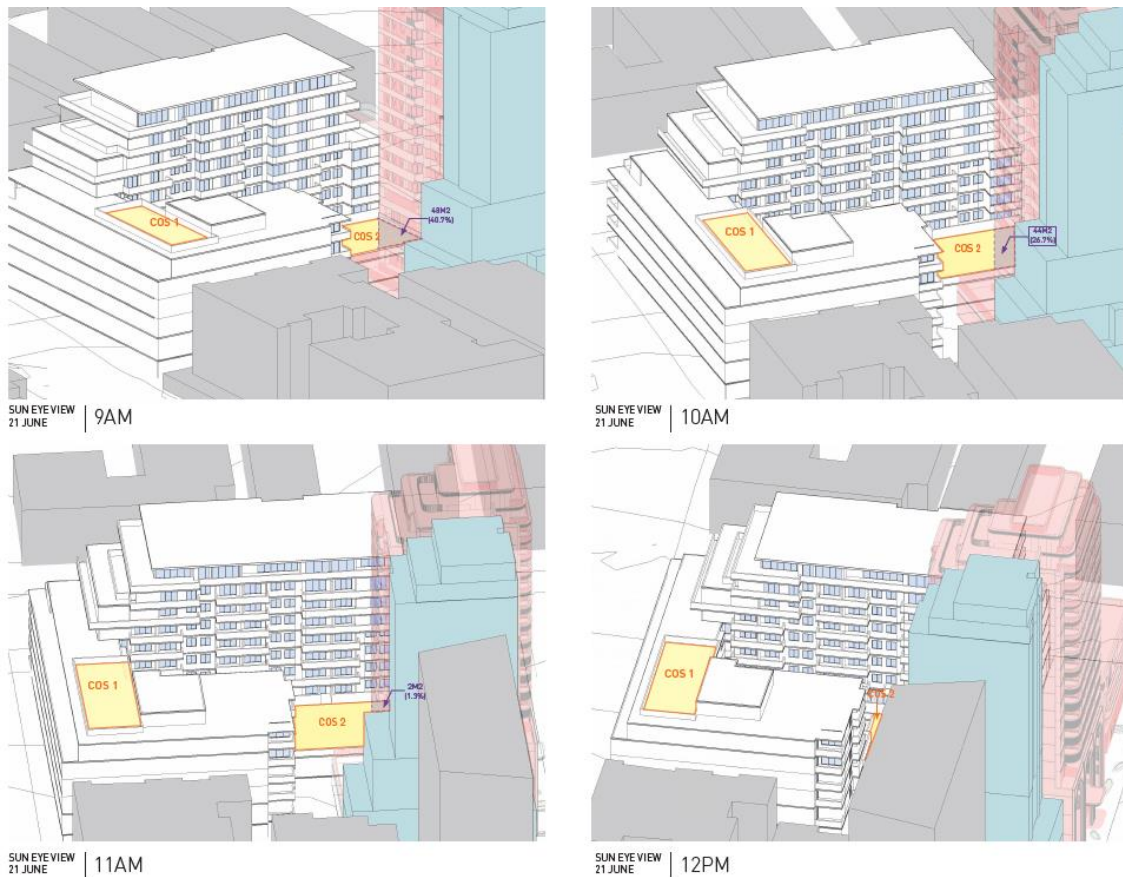 COS 1
COS 2
48M2
(40.7%)
SUN EYE VIEW
21 JUNE
9AM
COS 1
COS 2
44M2
(26.7%)
SUN EYE VIEW
21 JUNE
10AM
COS 1
COS 2
2M2
(1.3%)
SUN EYE VIEW
21 JUNE
11AM
COS 1
COS 2
SUN EYE VIEW
21 JUNE
12PM